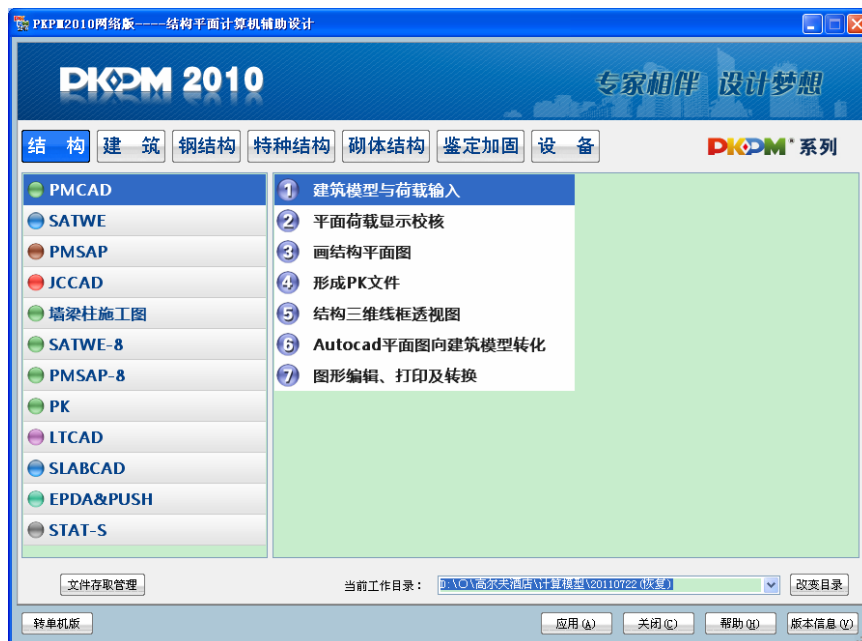 PKPM2010网络版----结构平面计算机辅助设计
PKPM 2010
专家相伴 设计梦想
结 构 建 筑 钢结构 特种结构 砌体结构 鉴定加固 设 备 PKPM 系列
PMCAD
SATWE
PMSAP
JCCAD
墙梁柱施工图
SATWE-8
PMSAP-8
PK
LTCAD
SLABCAD
EPDA&PUSH
STAT-S
1 建筑模型与荷载输入
2 平面荷载显示校核
3 画结构平面图
4 形成PK文件
5 结构三维线框透视图
6 Autocad平面图向建筑模型转化
7 图形编辑、打印及转换
文件存取管理 当前工作目录： D:\O\高尔夫酒店\计算模型\20110722(恢复) 改变目录
转单机版 应用(A) 关闭(C) 帮助(H) 版本信息(V)